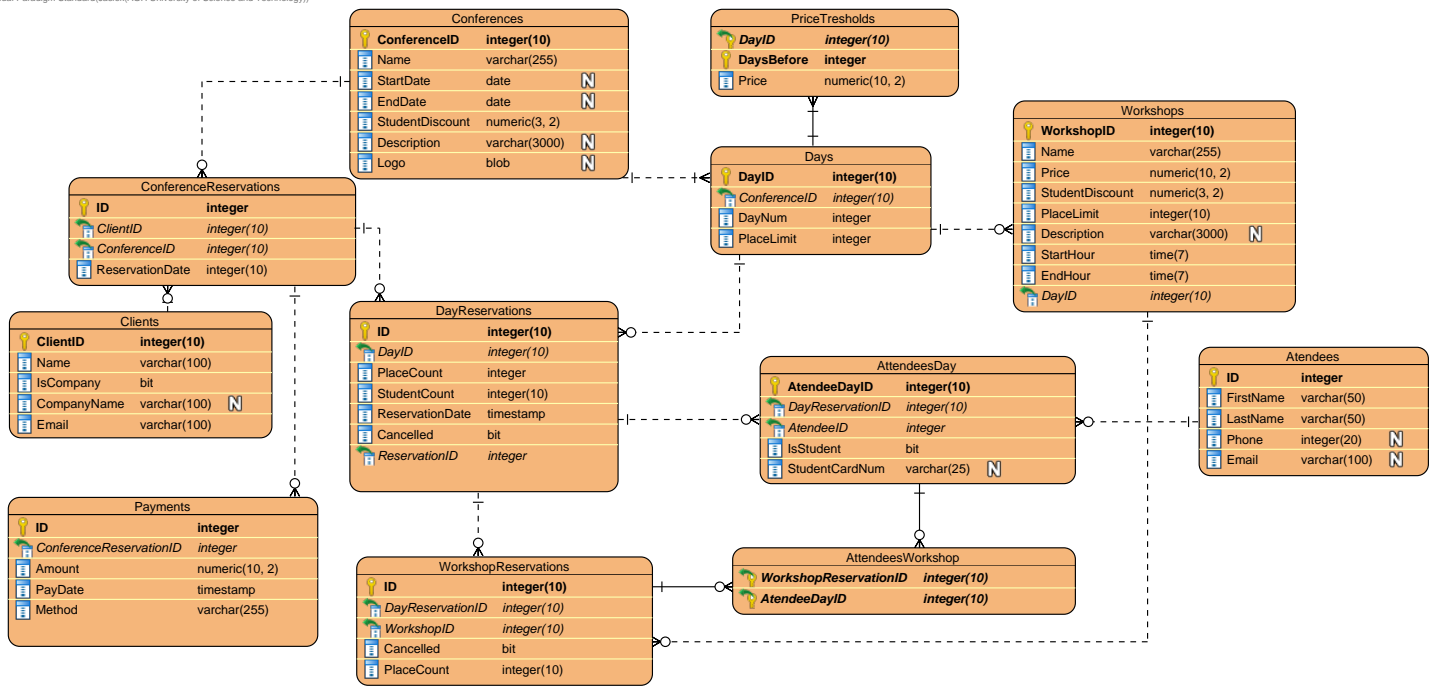 Conferences
ConferenceID integer(10)
Name varchar(255)
StartDate date N
EndDate date N
StudentDiscount numeric(3, 2)
Description varchar(3000) N
Logo blob N
PriceTresholds
DayID integer(10)
DaysBefore integer
Price numeric(10, 2)
Workshops
WorkshopID integer(10)
Name varchar(255)
Price numeric(10, 2)
StudentDiscount numeric(3, 2)
PlaceLimit integer(10)
Description varchar(3000) N
StartHour time(7)
EndHour time(7)
DayID integer(10)
Days
DayID integer(10)
ConferenceID integer(10)
DayNum integer
PlaceLimit integer
ConferenceReservations
ID integer
ClientID integer(10)
ConferenceID integer(10)
ReservationDate integer(10)
Clients
ClientID integer(10)
Name varchar(100)
IsCompany bit
CompanyName varchar(100) N
Email varchar(100)
DayReservations
ID integer(10)
DayID integer(10)
PlaceCount integer
StudentCount integer(10)
ReservationDate timestamp
Cancelled bit
ReservationID integer
AttendeesDay
AtendeeDayID integer(10)
DayReservationID integer(10)
AtendeeID integer
IsStudent bit
StudentCardNum varchar(25) N
Atendees
ID integer
FirstName varchar(50)
LastName varchar(50)
Phone integer(20) N
Email varchar(100) N
Payments
ID integer
ConferenceReservationID integer
Amount numeric(10, 2)
PayDate timestamp
Method varchar(255)
WorkshopReservations
ID integer(10)
DayReservationID integer(10)
WorkshopID integer(10)
Cancelled bit
PlaceCount integer(10)
AttendeesWorkshop
WorkshopReservationID integer(10)
AtendeeDayID integer(10)